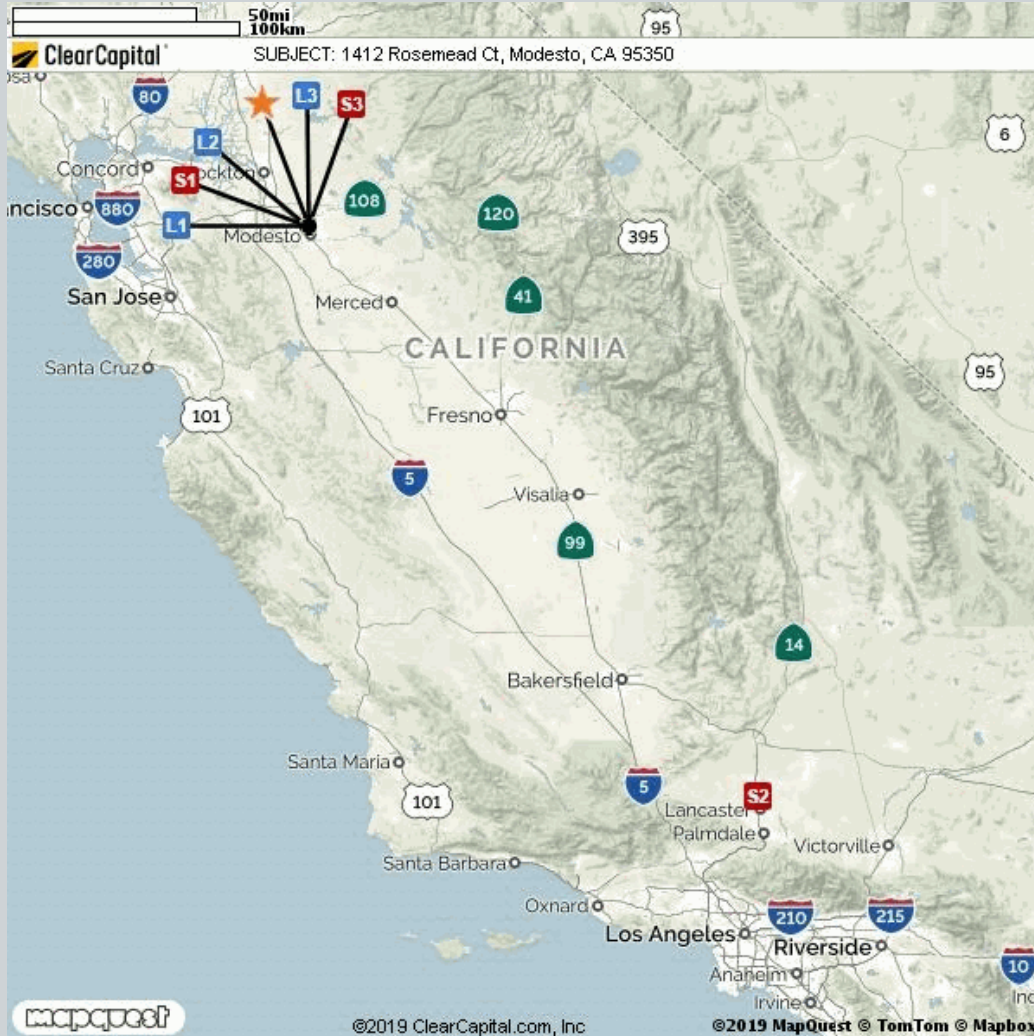 50mi
100km
95
ClearCapital
SUBJECT: 1412 Rosemead Ct, Modesto, CA 95350
80
L3
S3
L2
6
Concord
S1
ockton
108
ncisco
880
120
L1
Modesto
395
280
San Jose
Merced
41
CALIFORNIA
Santa Cruz
95
101
Fresno
5
Visalia
99
14
Bakersfield
Santa Maria
5
101
S2
Lancaster
Palmdale
Victorville
Santa Barbara
Oxnard
210
215
Los Angeles
Riverside
10
Anaheim
Irvine
mapquest
©2019 ClearCapital.com, Inc
©2019 MapQuest © TomTom © Mapbo